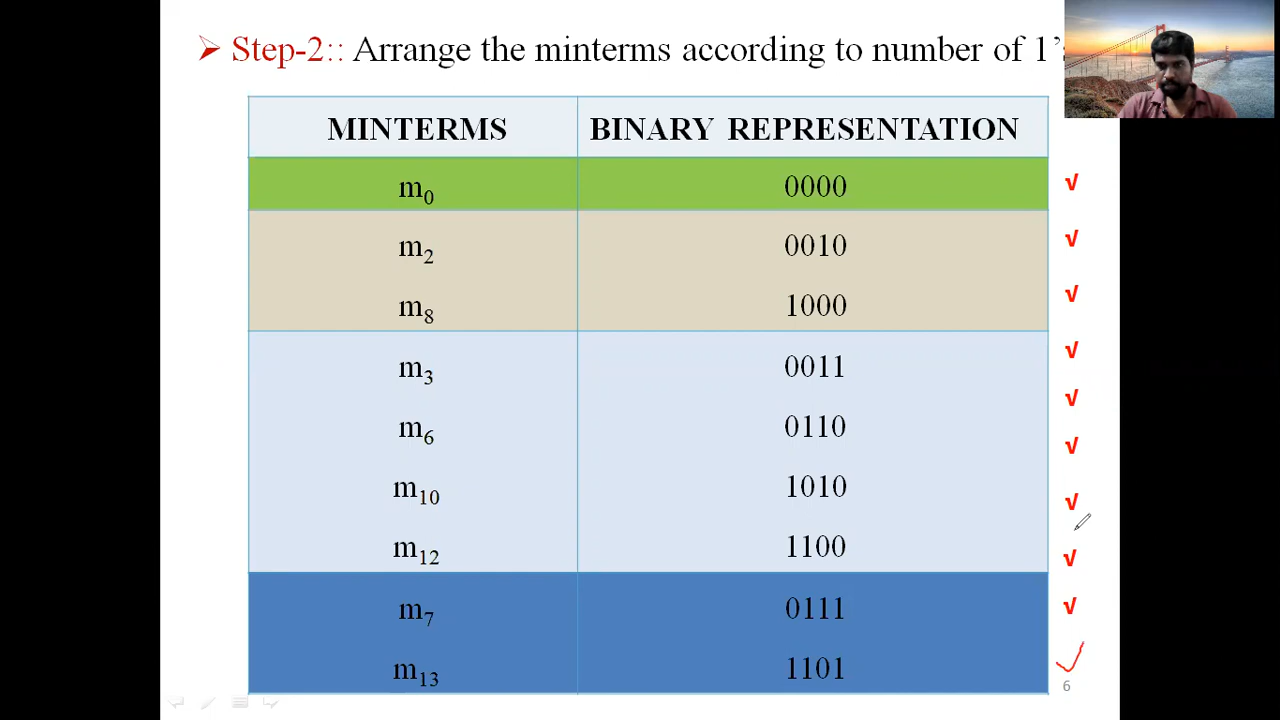 Step-2:: Arrange the minterms according to number of 1’s
MINTERMS BINARY REPRESENTATION
m0 0000 √
m2 0010 √
m8 1000 √
m3 0011 √
m6 0110 √
m10 1010 √
m12 1100 √
m7 0111 √
m13 1101 √
6